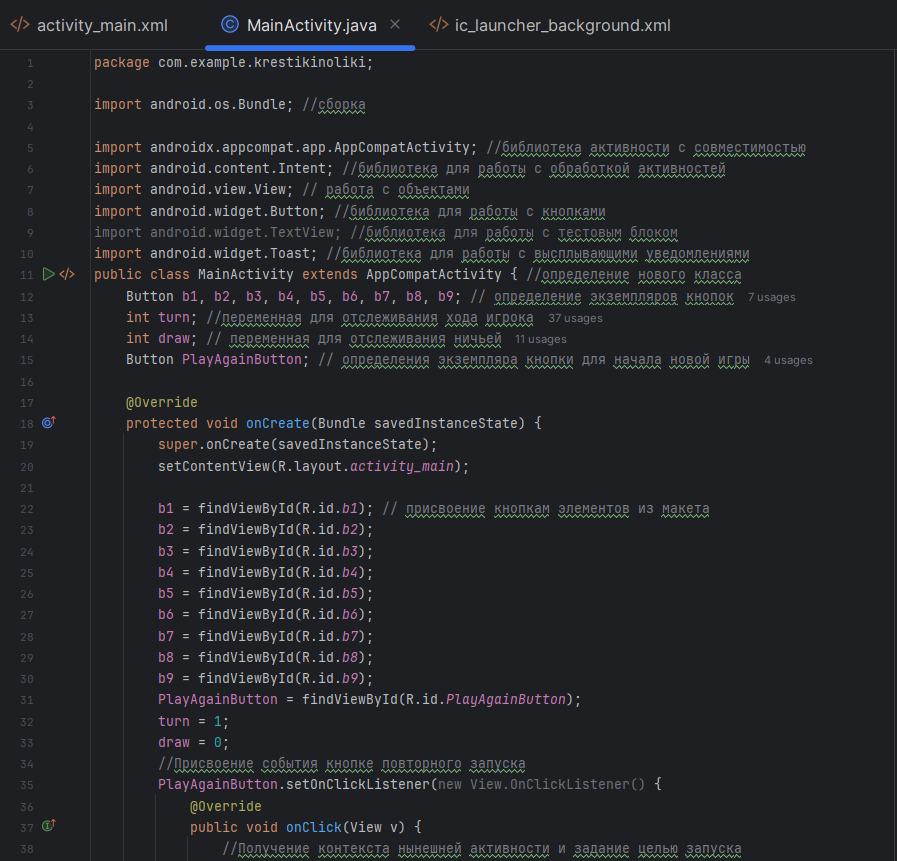 activity_main.xml MainActivity.java ic_launcher_background.xml
1 package com.example.krestikinoliki;
2
3 import android.os.Bundle; //сборка
4
5 import androidx.appcompat.app.AppCompatActivity; //библиотека активности с совместимостью
6 import android.content.Intent; //библиотека для работы с обработкой активностей
7 import android.view.View; // работа с объектами
8 import android.widget.Button; //библиотека для работы с кнопками
9 import android.widget.TextView; //библиотека для работы с тестовым блоком
10 import android.widget.Toast; //библиотека для работы с высплывающими уведомлениями
11 public class MainActivity extends AppCompatActivity { //определение нового класса
12 Button b1, b2, b3, b4, b5, b6, b7, b8, b9; // определение экземпляров кнопок 7 usages
13 int turn; //переменная для отслеживания хода игрока 37 usages
14 int draw; // переменная для отслеживания ничьей 11 usages
15 Button PlayAgainButton; // определения экземпляра кнопки для начала новой игры 4 usages
16
17 @Override
18 protected void onCreate(Bundle savedInstanceState) {
19 super.onCreate(savedInstanceState);
20 setContentView(R.layout.activity_main);
21
22 b1 = findViewById(R.id.b1); // присвоение кнопкам элементов из макета
23 b2 = findViewById(R.id.b2);
24 b3 = findViewById(R.id.b3);
25 b4 = findViewById(R.id.b4);
26 b5 = findViewById(R.id.b5);
27 b6 = findViewById(R.id.b6);
28 b7 = findViewById(R.id.b7);
29 b8 = findViewById(R.id.b8);
30 b9 = findViewById(R.id.b9);
31 PlayAgainButton = findViewById(R.id.PlayAgainButton);
32 turn = 1;
33 draw = 0;
34 //Присвоение события кнопке повторного запуска
35 PlayAgainButton.setOnClickListener(new View.OnClickListener() {
36 @Override
37 public void onClick(View v) {
38 //Получение контекста нынешней активности и задание целью запуска